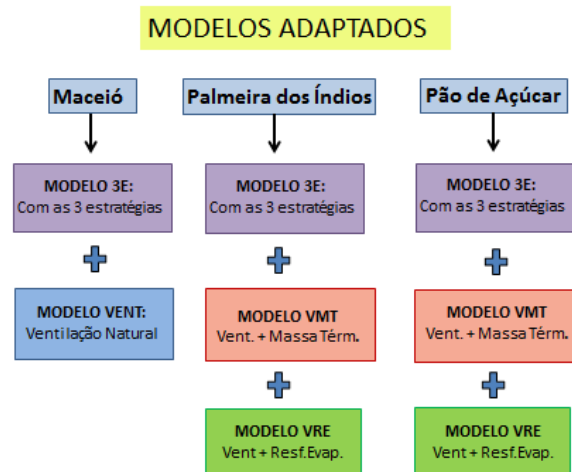 MODELOS ADAPTADOS
Maceió
Palmeira dos Índios
Pão de Açúcar
MODELO 3E:
Com as 3 estratégias
MODELO 3E:
Com as 3 estratégias
MODELO 3E:
Com as 3 estratégias
MODELO VENT:
Ventilação Natural
MODELO VMT
Vent. + Massa Térm.
MODELO VMT
Vent. + Massa Térm.
MODELO VRE
Vent + Resf.Evap.
MODELO VRE
Vent + Resf.Evap.